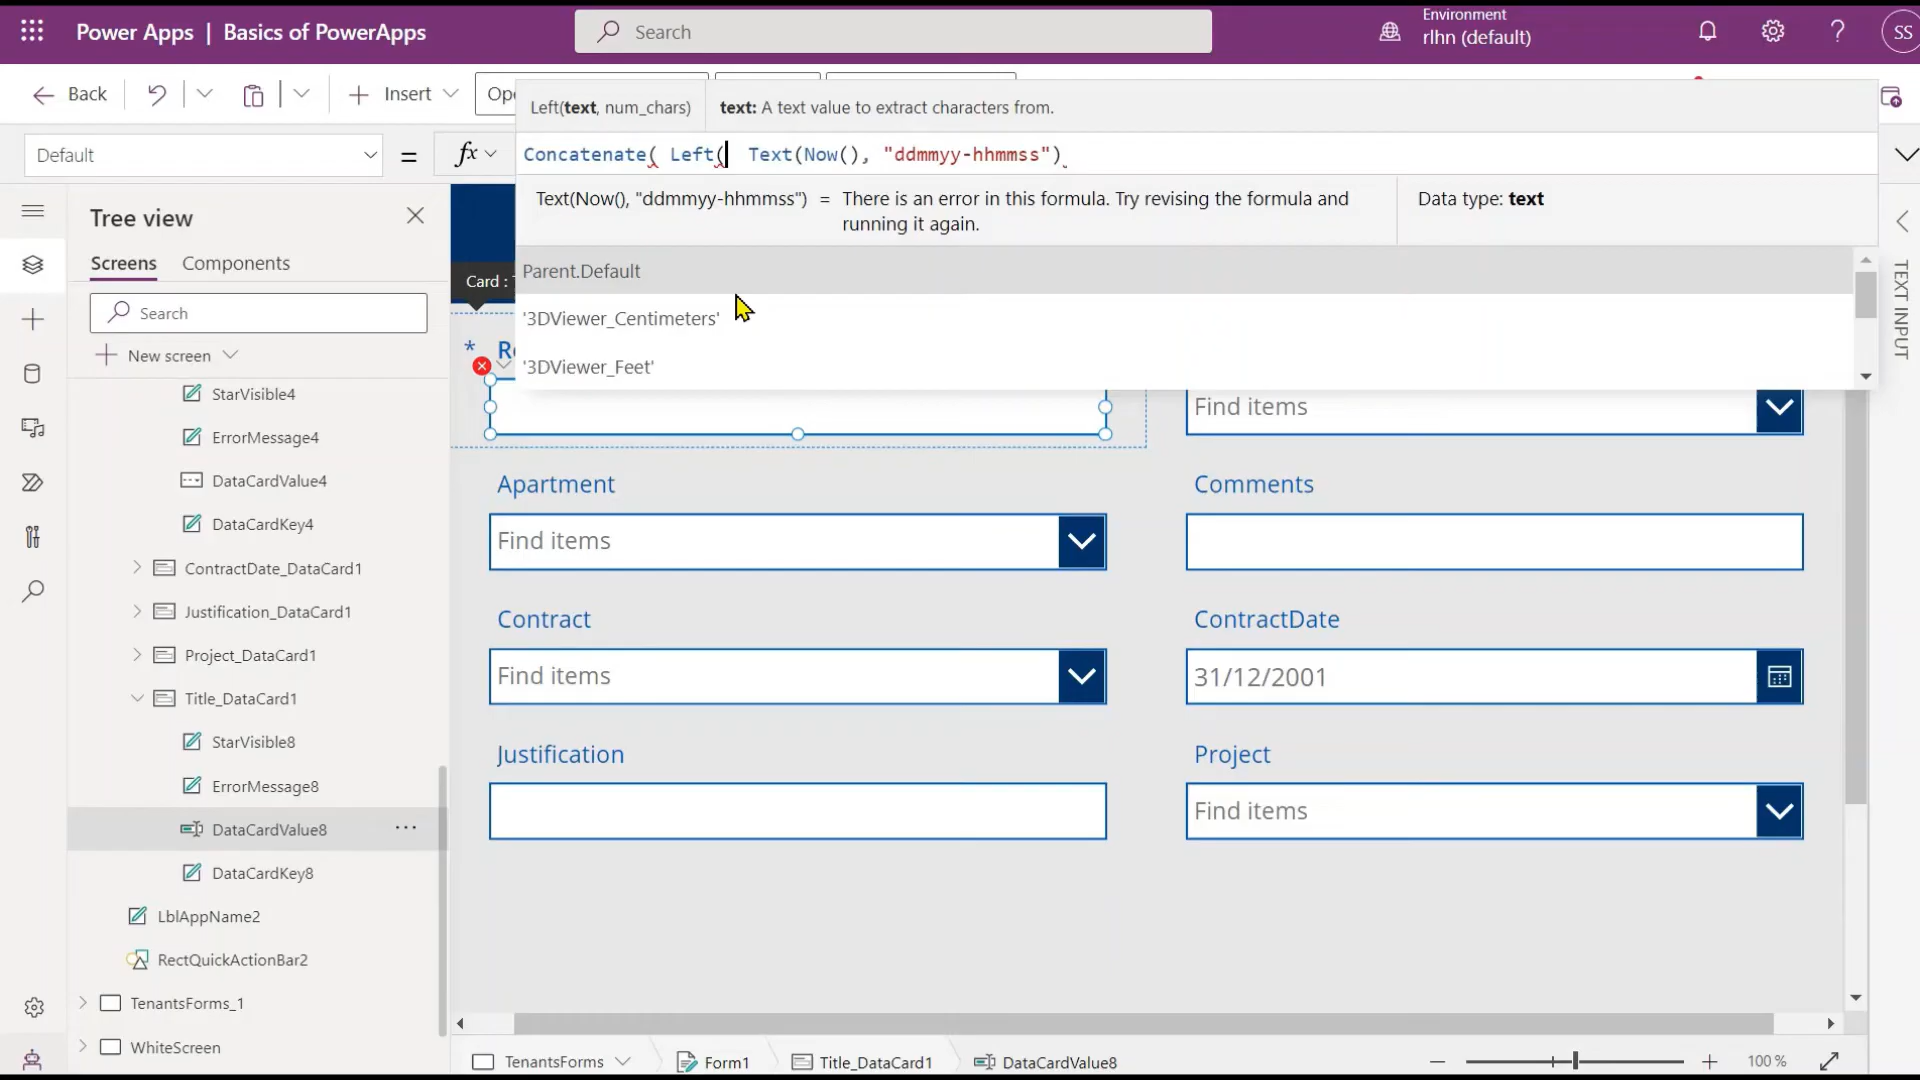 Power Apps | Basics of PowerApps
Search
Environment
rlhn (default)
SS
Back
Insert
Left(text, num_chars)
text: A text value to extract characters from.
Default
=
fx
Concatenate( Left( Text(Now(), "ddmmyy-hhmmss")
Text(Now(), "ddmmyy-hhmmss") = There is an error in this formula. Try revising the formula and
running it again.
Data type: text
Parent.Default
'3DViewer_Centimeters'
'3DViewer_Feet'
Tree view
Screens
Components
Search
New screen
StarVisible4
ErrorMessage4
DataCardValue4
DataCardKey4
ContractDate_DataCard1
Justification_DataCard1
Project_DataCard1
Title_DataCard1
StarVisible8
ErrorMessage8
DataCardValue8
DataCardKey8
LblAppName2
RectQuickActionBar2
TenantsForms_1
WhiteScreen
Card :
*
Find items
Apartment
Comments
Find items
Contract
ContractDate
Find items
31/12/2001
Justification
Project
Find items
TEXT INPUT
TenantsForms
Form1
Title_DataCard1
DataCardValue8
100 %